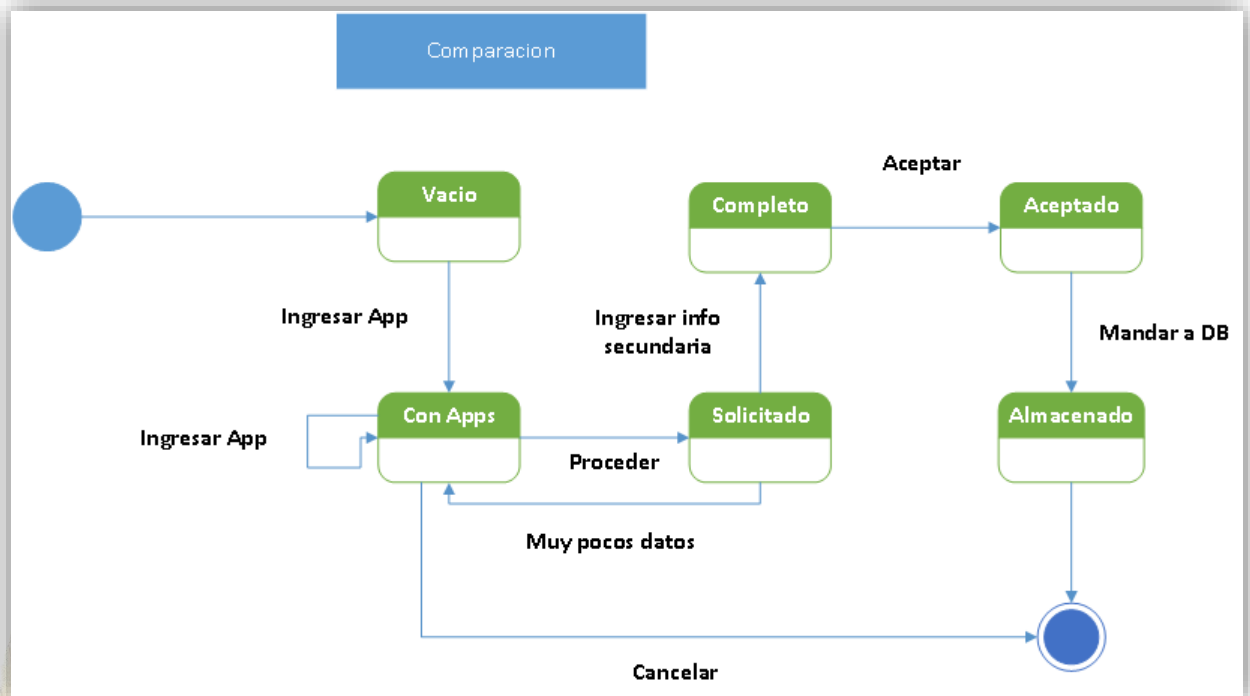 Comparacion
Aceptar
Vacio
Completo
Aceptado
Ingresar App
Ingresar info
secundaria
Mandar a DB
Con Apps
Solicitado
Almacenado
Ingresar App
Proceder
Muy pocos datos
Cancelar